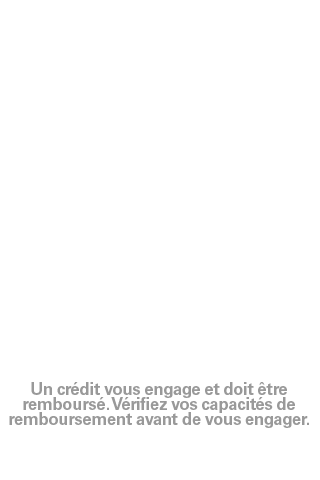 Un crédit vous engage et doit être
remboursé. Vérifiez vos capacités de
remboursement avant de vous engager.